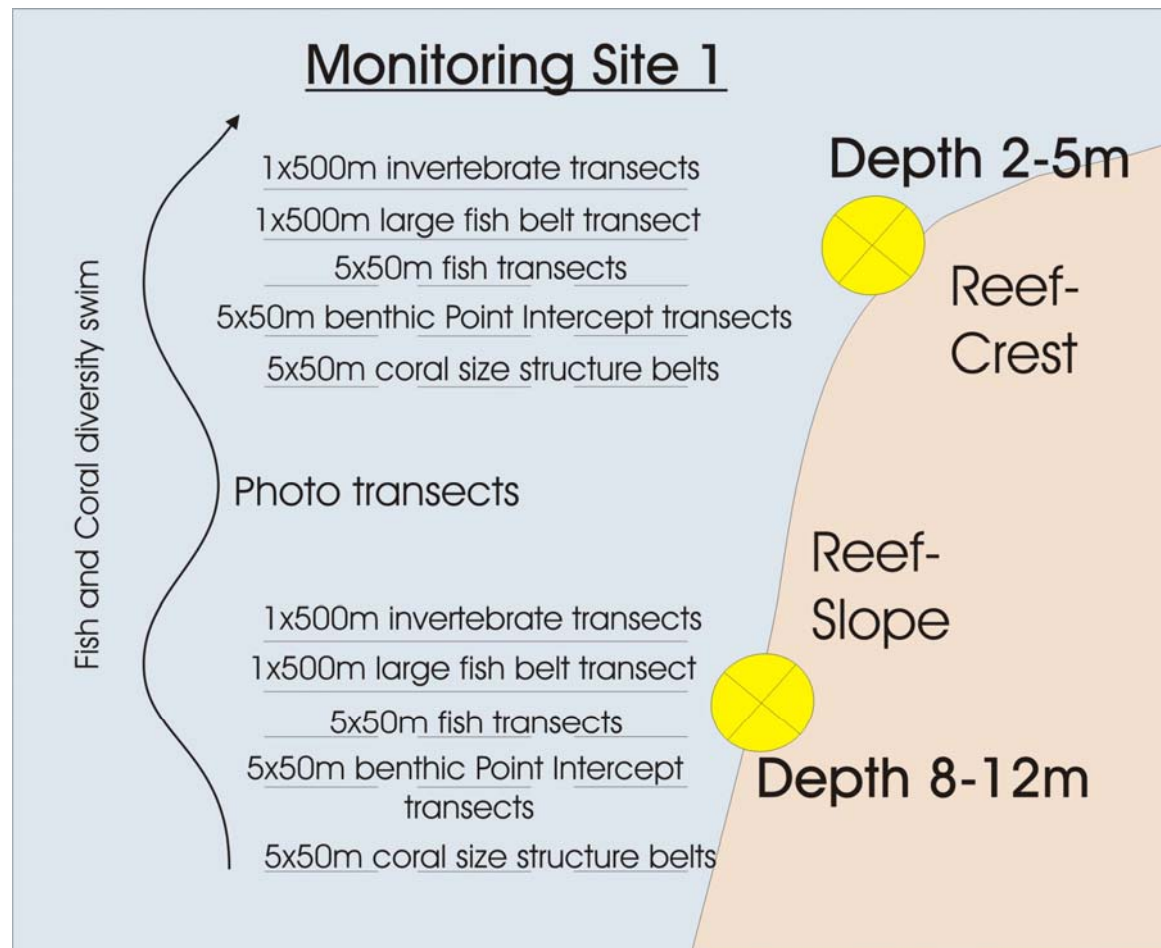 Monitoring Site 1
Depth 2-5m
1x500m invertebrate transects
1x500m large fish belt transect
5x50m fish transects
5x50m benthic Point Intercept transects
5x50m coral size structure belts
Reef-
Crest
Fish and Coral diversity swim
Photo transects
Reef-
Slope
1x500m invertebrate transects
1x500m large fish belt transect
5x50m fish transects
5x50m benthic Point Intercept
transects
5x50m coral size structure belts
Depth 8-12m